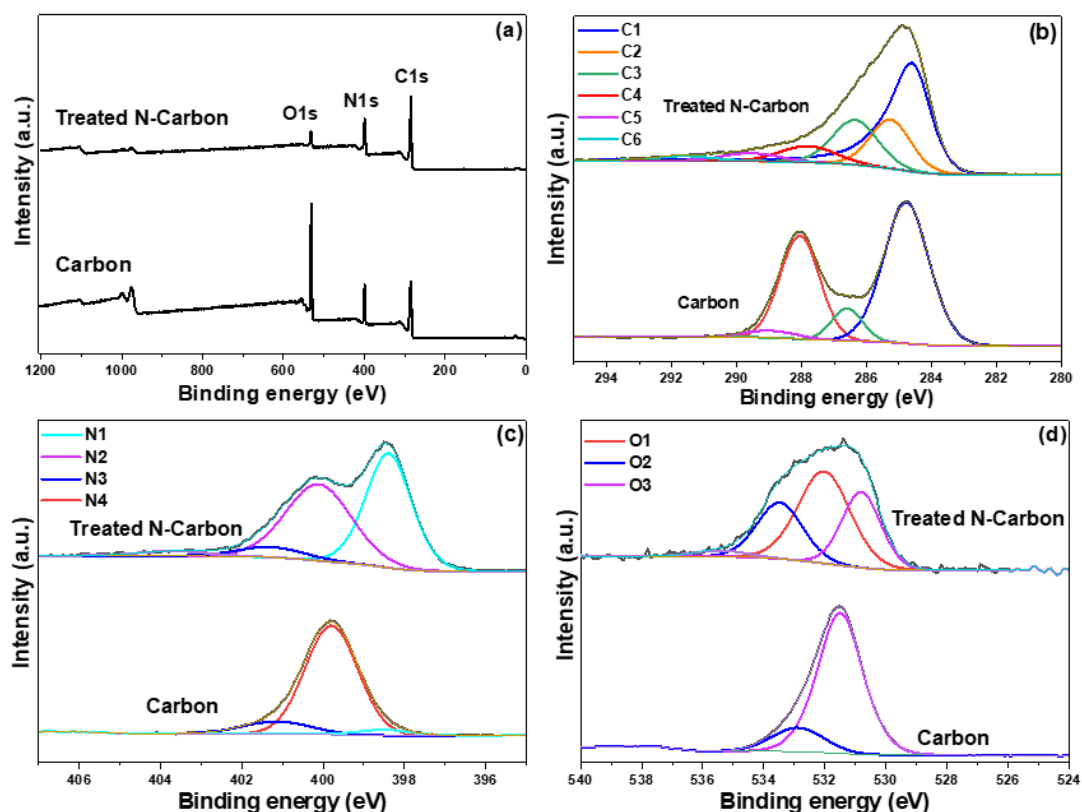 (a)
Intensity (a.u.)
Treated N-Carbon
O1s
N1s
C1s
Carbon
1200 1000 800 600 400 200 0
Binding energy (eV)
(b)
Intensity (a.u.)
C1
C2
C3
C4
C5
C6
Treated N-Carbon
Carbon
294 292 290 288 286 284 282 280
Binding energy (eV)
(c)
Intensity (a.u.)
N1
N2
N3
N4
Treated N-Carbon
Carbon
406 404 402 400 398 396
Binding energy (eV)
(d)
Intensity (a.u.)
O1
O2
O3
Treated N-Carbon
Carbon
540 538 536 534 532 530 528 526 524
Binding energy (eV)